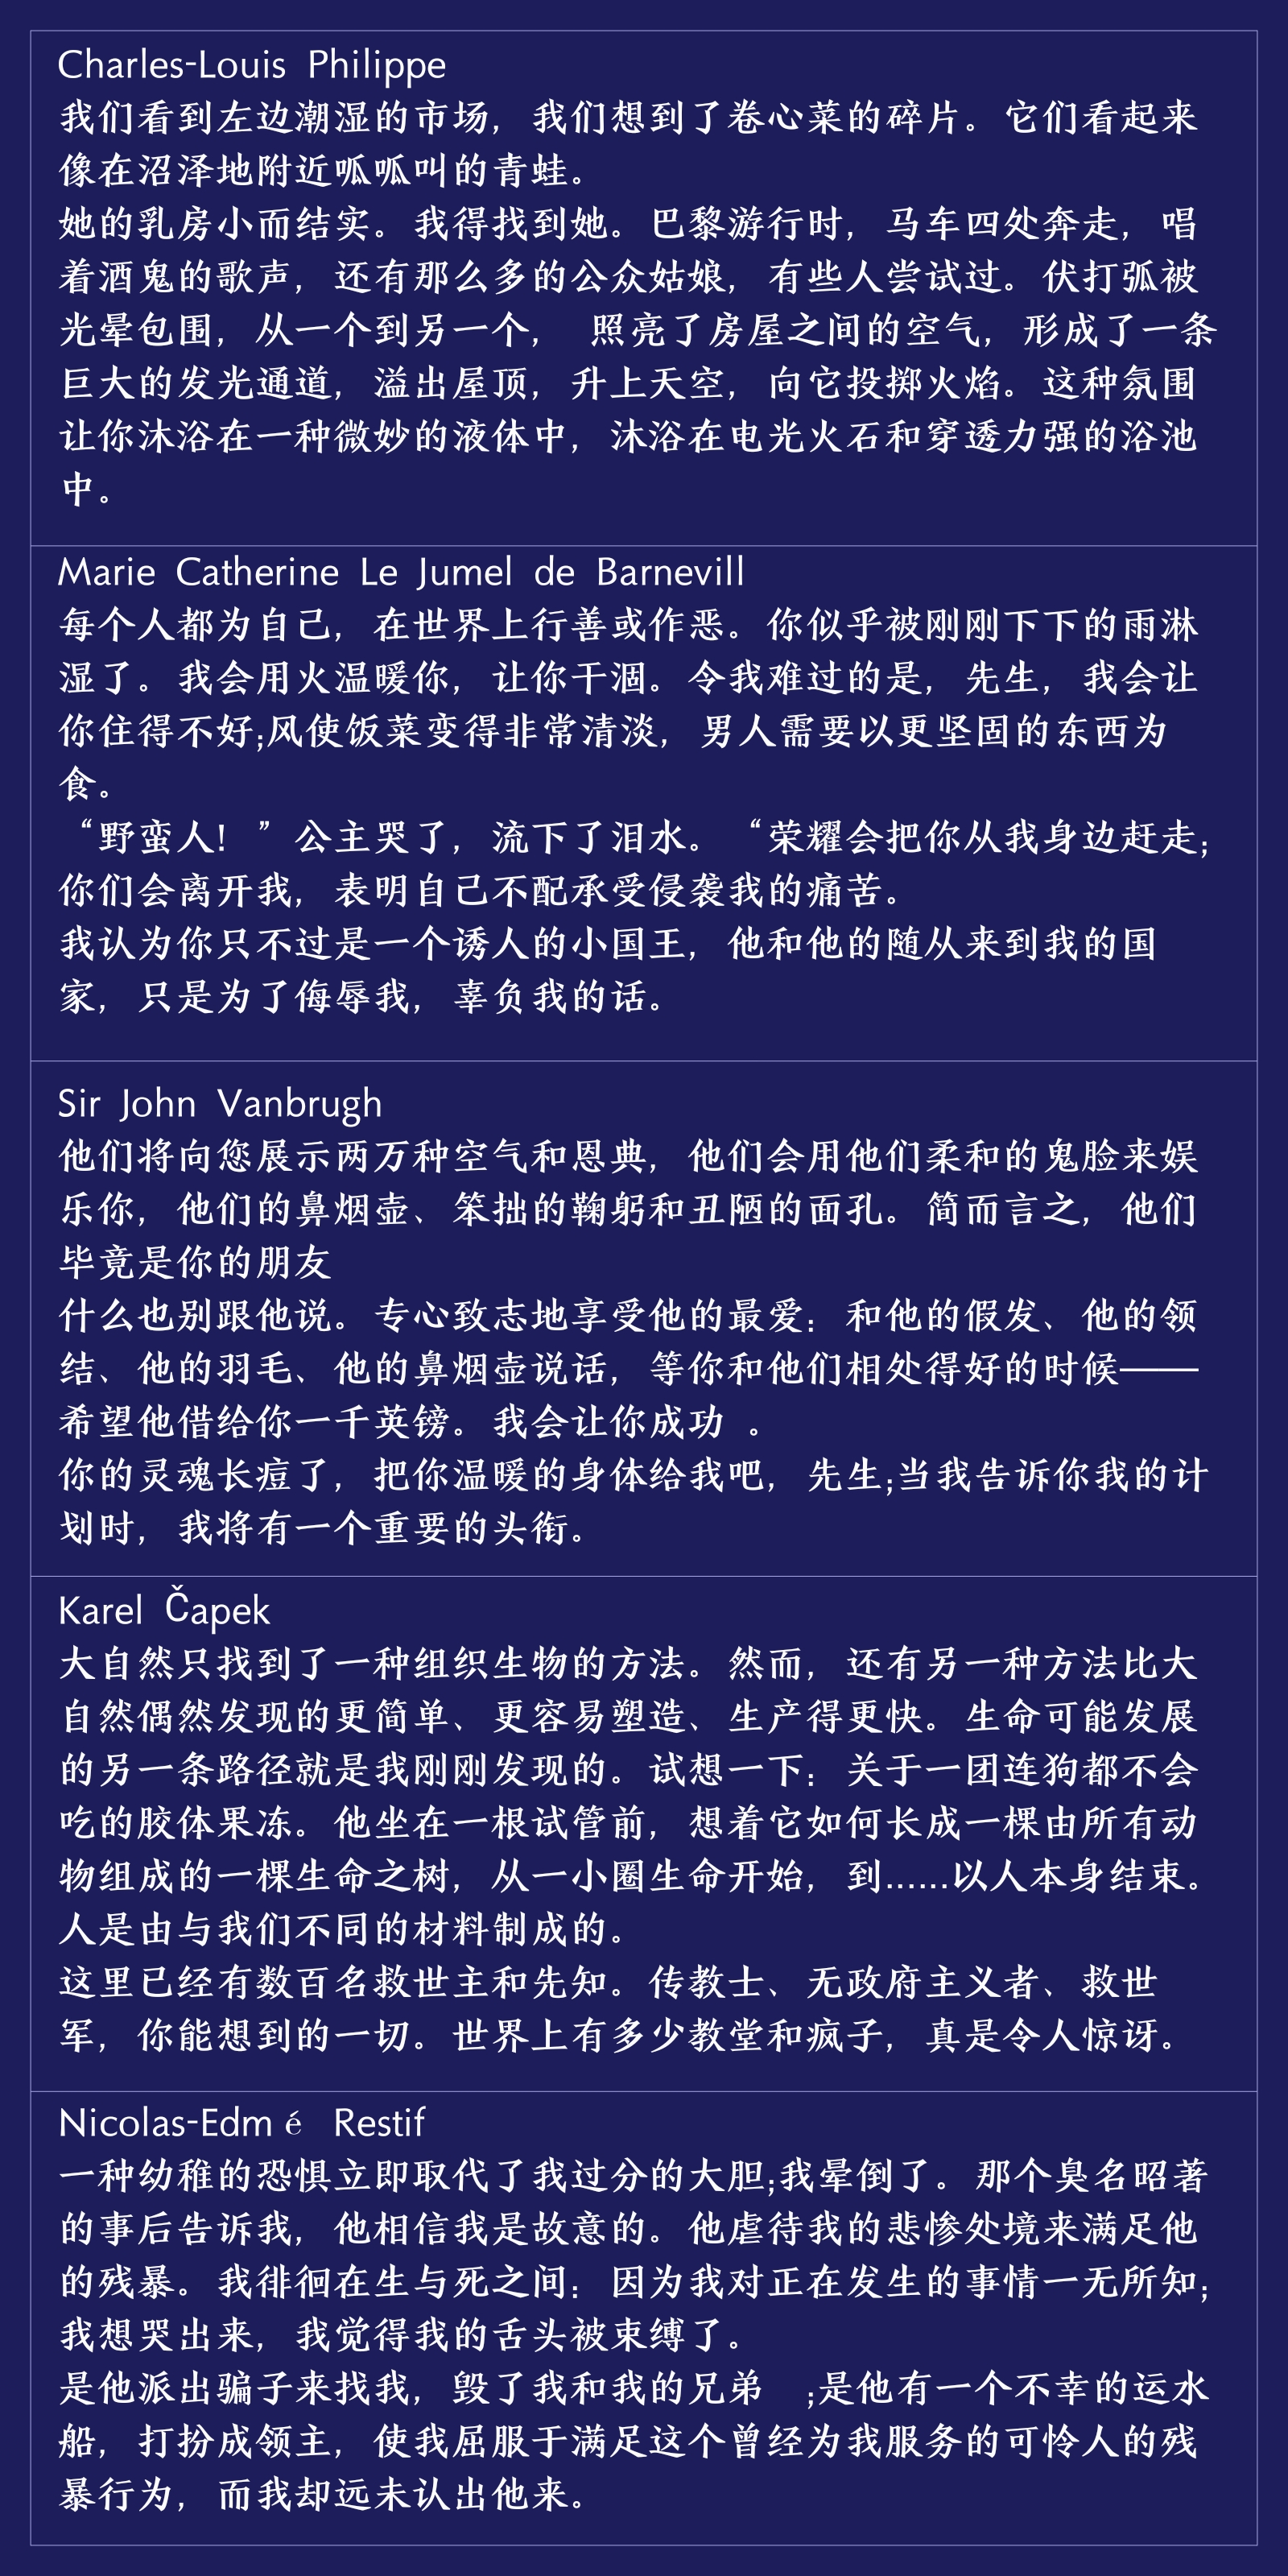 Charles-Louis Philippe
我们看到左边潮湿的市场，我们想到了卷心菜的碎片。它们看起来
像在沼泽地附近呱呱叫的青蛙。
她的乳房小而结实。我得找到她。巴黎游行时，马车四处奔走，唱
着酒鬼的歌声，还有那么多的公众姑娘，有些人尝试过。伏打弧被
光晕包围，从一个到另一个， 照亮了房屋之间的空气，形成了一条
巨大的发光通道，溢出屋顶，升上天空，向它投掷火焰。这种氛围
让你沐浴在一种微妙的液体中，沐浴在电光火石和穿透力强的浴池
中。
Marie Catherine Le Jumel de Barnevill
每个人都为自己，在世界上行善或作恶。你似乎被刚刚下下的雨淋
湿了。我会用火温暖你，让你干涸。令我难过的是，先生，我会让
你住得不好;风使饭菜变得非常清淡，男人需要以更坚固的东西为
食。
“野蛮人！”公主哭了，流下了泪水。“荣耀会把你从我身边赶走;
你们会离开我，表明自己不配承受侵袭我的痛苦。
我认为你只不过是一个诱人的小国王，他和他的随从来到我的国
家，只是为了侮辱我，辜负我的话。
Sir John Vanbrugh
他们将向您展示两万种空气和恩典，他们会用他们柔和的鬼脸来娱
乐你，他们的鼻烟壶、笨拙的鞠躬和丑陋的面孔。简而言之，他们
毕竟是你的朋友
什么也别跟他说。专心致志地享受他的最爱：和他的假发、他的领
结、他的羽毛、他的鼻烟壶说话，等你和他们相处得好的时候——
希望他借给你一千英镑。我会让你成功 。
你的灵魂长痘了，把你温暖的身体给我吧，先生;当我告诉你我的计
划时，我将有一个重要的头衔。
Karel Čapek
大自然只找到了一种组织生物的方法。然而，还有另一种方法比大
自然偶然发现的更简单、更容易塑造、生产得更快。生命可能发展
的另一条路径就是我刚刚发现的。试想一下：关于一团连狗都不会
吃的胶体果冻。他坐在一根试管前，想着它如何长成一棵由所有动
物组成的一棵生命之树，从一小圈生命开始，到......以人本身结束。
人是由与我们不同的材料制成的。
这里已经有数百名救世主和先知。传教士、无政府主义者、救世
军，你能想到的一切。世界上有多少教堂和疯子，真是令人惊讶。
Nicolas-Edmé Restif
一种幼稚的恐惧立即取代了我过分的大胆;我晕倒了。那个臭名昭著
的事后告诉我，他相信我是故意的。他虐待我的悲惨处境来满足他
的残暴。我徘徊在生与死之间：因为我对正在发生的事情一无所知;
我想哭出来，我觉得我的舌头被束缚了。
是他派出骗子来找我，毁了我和我的兄弟 ;是他有一个不幸的运水
船，打扮成领主，使我屈服于满足这个曾经为我服务的可怜人的残
暴行为，而我却远未认出他来。